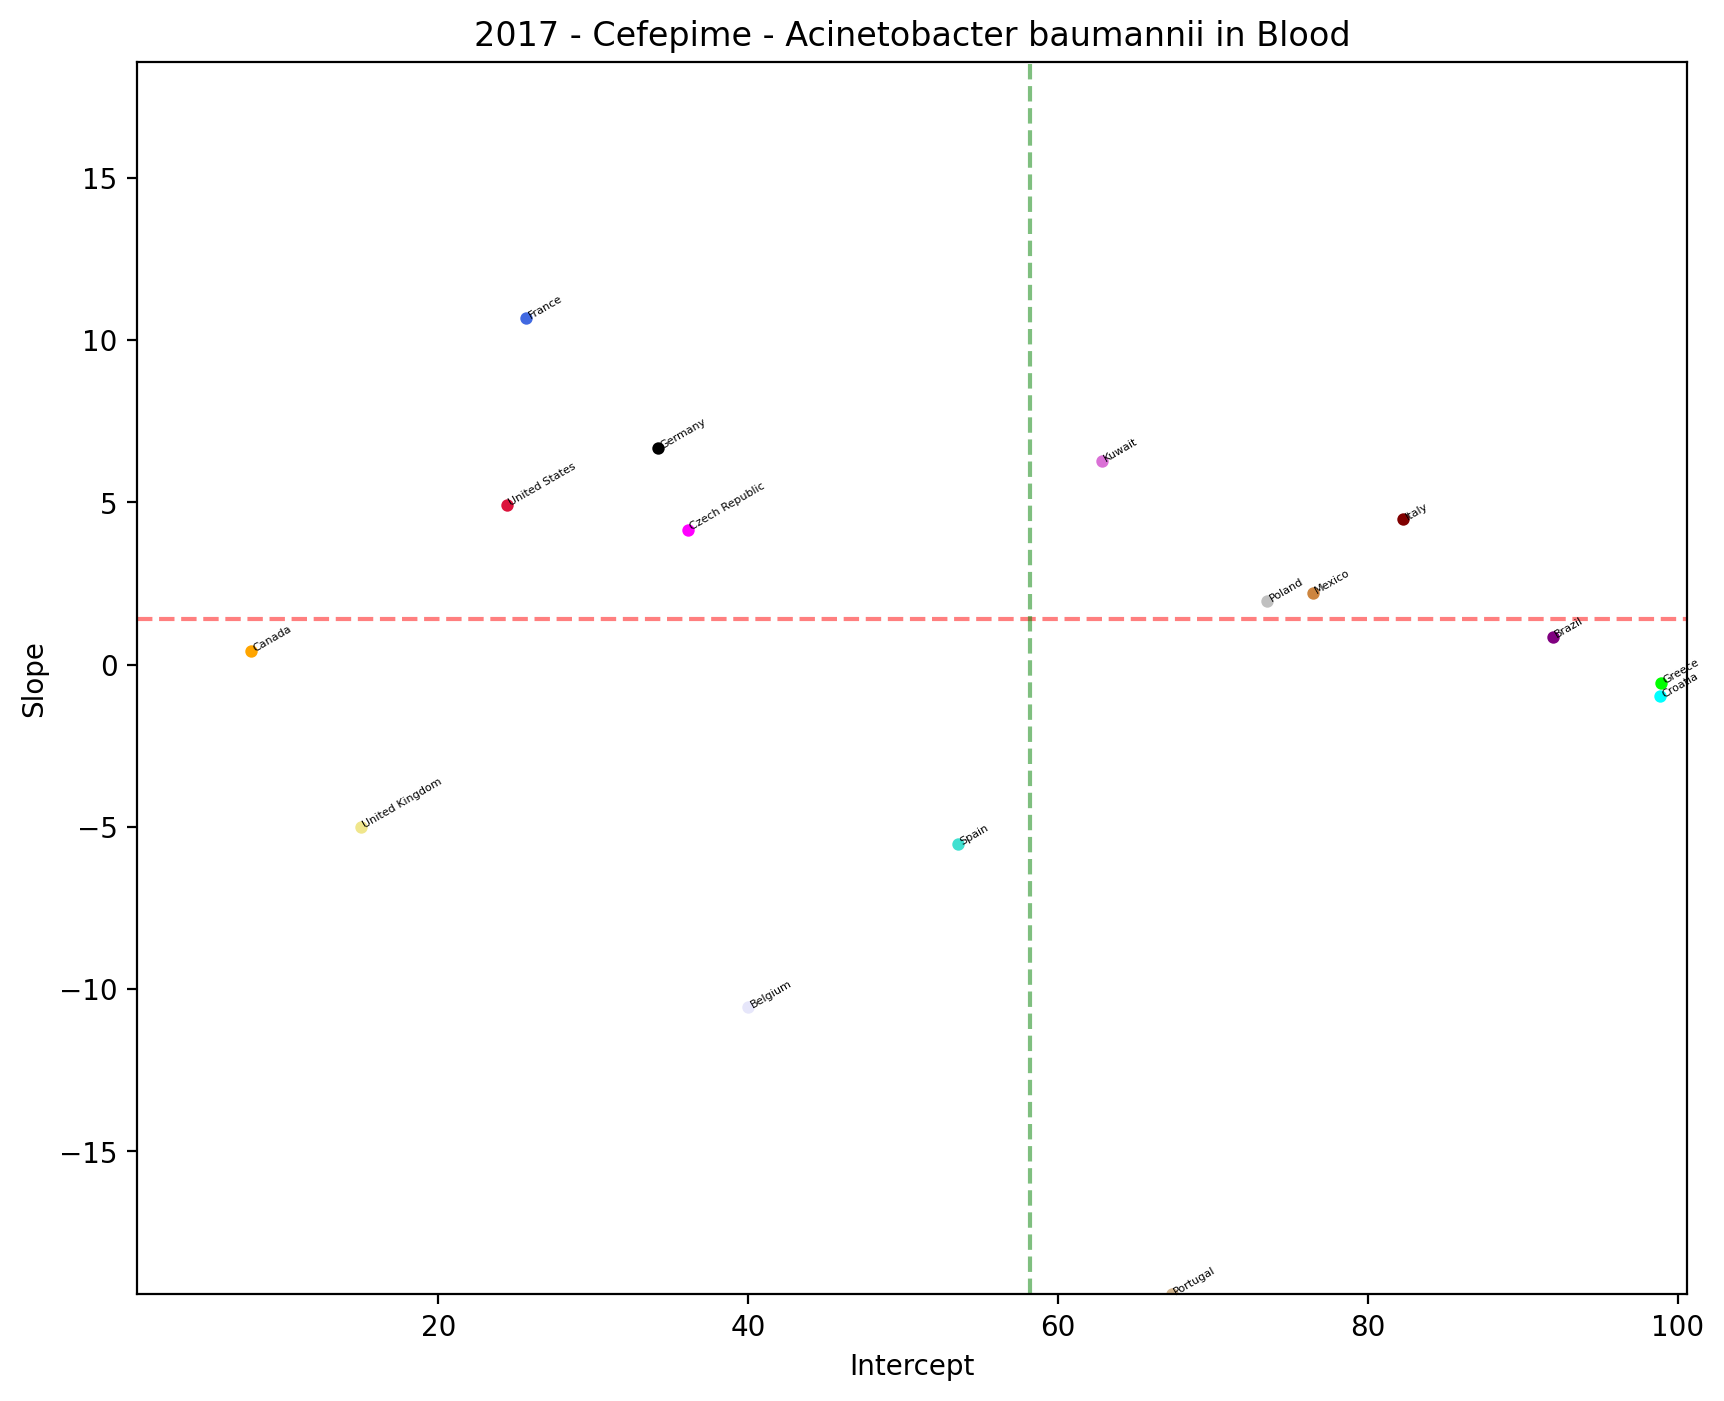 2017 - Cefepime - Acinetobacter baumannii in Blood
15
10
5
0
−5
−10
−15
Slope
France
Germany
United States
Czech Republic
Kuwait
Italy
Poland
Mexico
Brazil
Canada
Greece
Croatia
United Kingdom
Spain
Belgium
Portugal
20
40
60
80
100
Intercept